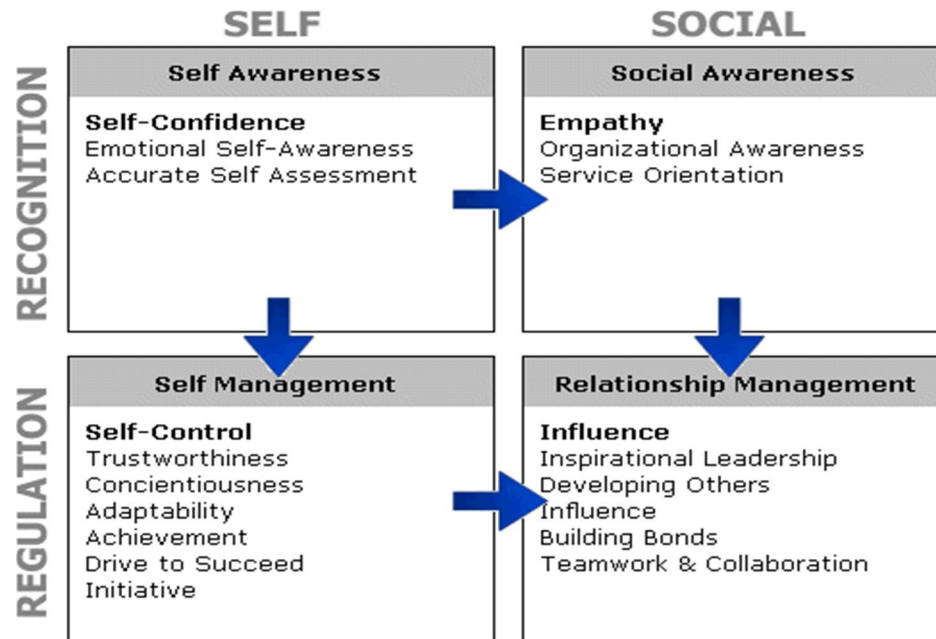 SELF
SOCIAL
RECOGNITION
Self Awareness
Self-Confidence
Emotional Self-Awareness
Accurate Self Assessment
Social Awareness
Empathy
Organizational Awareness
Service Orientation
REGULATION
Self Management
Self-Control
Trustworthiness
Concientiousness
Adaptability
Achievement
Drive to Succeed
Initiative
Relationship Management
Influence
Inspirational Leadership
Developing Others
Influence
Building Bonds
Teamwork & Collaboration